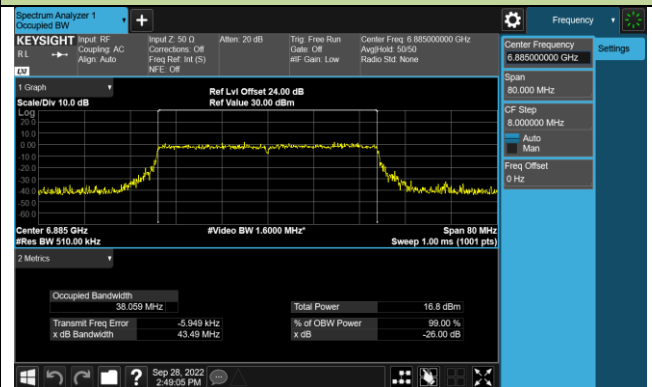 Spectrum Analyzer 1
Occupied BW
Frequency
KEYSIGHT
RL
LXI
Input: RF
Coupling: AC
Align: Auto
Input Z: 50 Ω
Corrections: Off
Freq Ref: Int (S)
NFE: Off
Atten: 20 dB
Trig: Free Run
Gate: Off
#IF Gain: Low
Center Freq: 6.885000000 GHz
Avg|Hold: 50/50
Radio Std: None
Center Frequency
6.885000000 GHz
Settings
Span
80.000 MHz
CF Step
8.000000 MHz
Auto
Man
Freq Offset
0 Hz
1 Graph
Scale/Div 10.0 dB
Ref Lvl Offset 24.00 dB
Ref Value 30.00 dBm
Log
20.0
10.0
0.00
-10.0
-20.0
-30.0
-40.0
-50.0
-60.0
Center 6.885 GHz
#Video BW 1.6000 MHz*
Span 80 MHz
#Res BW 510.00 kHz
Sweep 1.00 ms (1001 pts)
2 Metrics
Occupied Bandwidth
38.059 MHz
Total Power 16.8 dBm
Transmit Freq Error -5.949 kHz
% of OBW Power 99.00 %
x dB Bandwidth 43.49 MHz
x dB -26.00 dB
?
Sep 28, 2022
2:49:05 PM